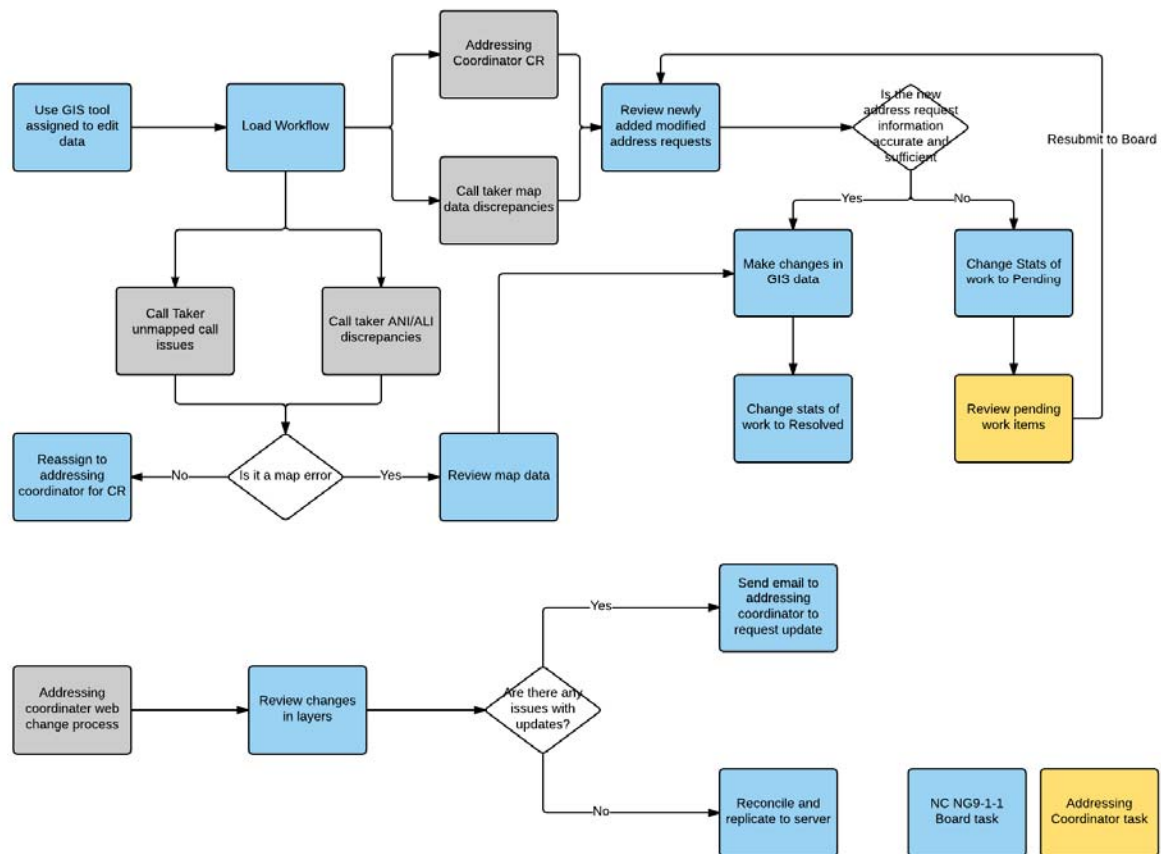 Addressing
Coordinator CR
Use GIS tool
assigned to edit
data
Load Workflow
Review newly
added modified
address requests
Is the new
address request
information
accurate and
sufficient
Resubmit to Board
Call taker map
data discrepancies
Yes
No
Make changes in
GIS data
Change Stats of
work to Pending
Call Taker
unmapped call
issues
Call taker ANI/ALI
discrepancies
Change stats of
work to Resolved
Review pending
work items
Reassign to
addressing
coordinator for CR
No
Is it a map error
Yes
Review map data
Send email to
addressing
coordinator to
request update
Yes
Addressing
coordinater web
change process
Review changes
in layers
Are there any
issues with
updates?
No
Reconcile and
replicate to server
NC NG9-1-1
Board task
Addressing
Coordinator task